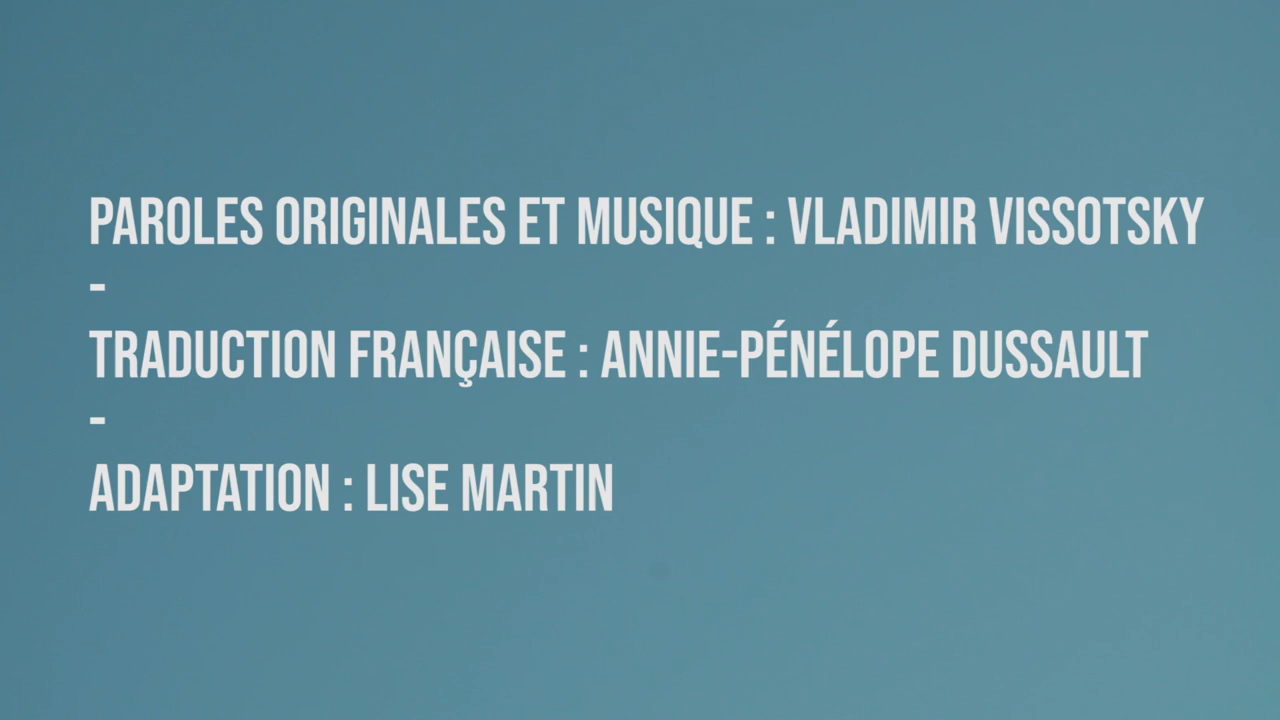 PAROLES ORIGINALES ET MUSIQUE : VLADIMIR VISSOTSKY
-
TRADUCTION FRANÇAISE : ANNIE-PÉNÉLOPE DUSSAULT
-
ADAPTATION : LISE MARTIN